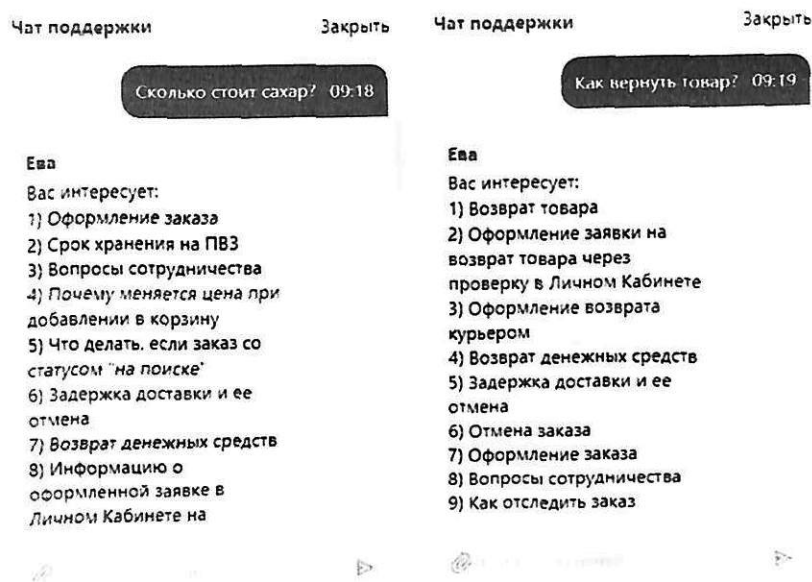 Чат поддержки
Закрыть
Сколько стоит сахар? 09:18
Ева
Вас интересует:
1) Оформление заказа
2) Срок хранения на ПВЗ
3) Вопросы сотрудничества
4) Почему меняется цена при
добавлении в корзину
5) Что делать, если заказ со
статусом "на поиске"
6) Задержка доставки и ее
отмена
7) Возврат денежных средств
8) Информацию о
оформленной заявке в
Личном Кабинете на
Чат поддержки
Закрыть
Как вернуть товар? 09:19
Ева
Вас интересует:
1) Возврат товара
2) Оформление заявки на
возврат товара через
проверку в Личном Кабинете
3) Оформление возврата
курьером
4) Возврат денежных средств
5) Задержка доставки и ее
отмена
6) Отмена заказа
7) Оформление заказа
8) Вопросы сотрудничества
9) Как отследить заказ